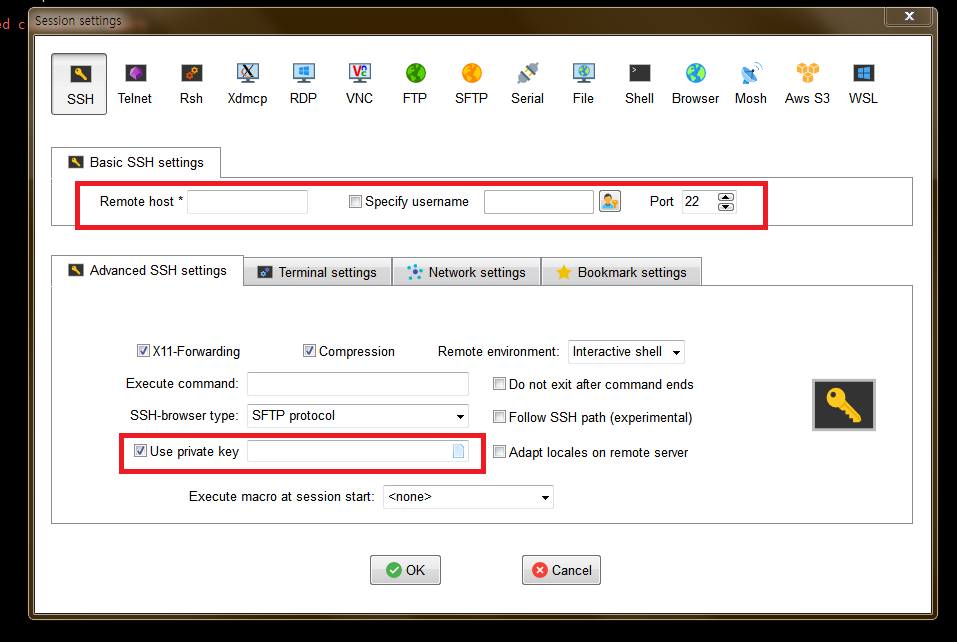 ed c
Session settings
SSH Telnet Rsh Xdmcp RDP VNC FTP SFTP Serial File Shell Browser Mosh Aws S3 WSL
Basic SSH settings
Remote host * Specify username Port 22
Advanced SSH settings Terminal settings Network settings Bookmark settings
X11-Forwarding Compression Remote environment: Interactive shell
Execute command: Do not exit after command ends
SSH-browser type: SFTP protocol Follow SSH path (experimental)
Use private key Adapt locales on remote server
Execute macro at session start: <none>
OK Cancel